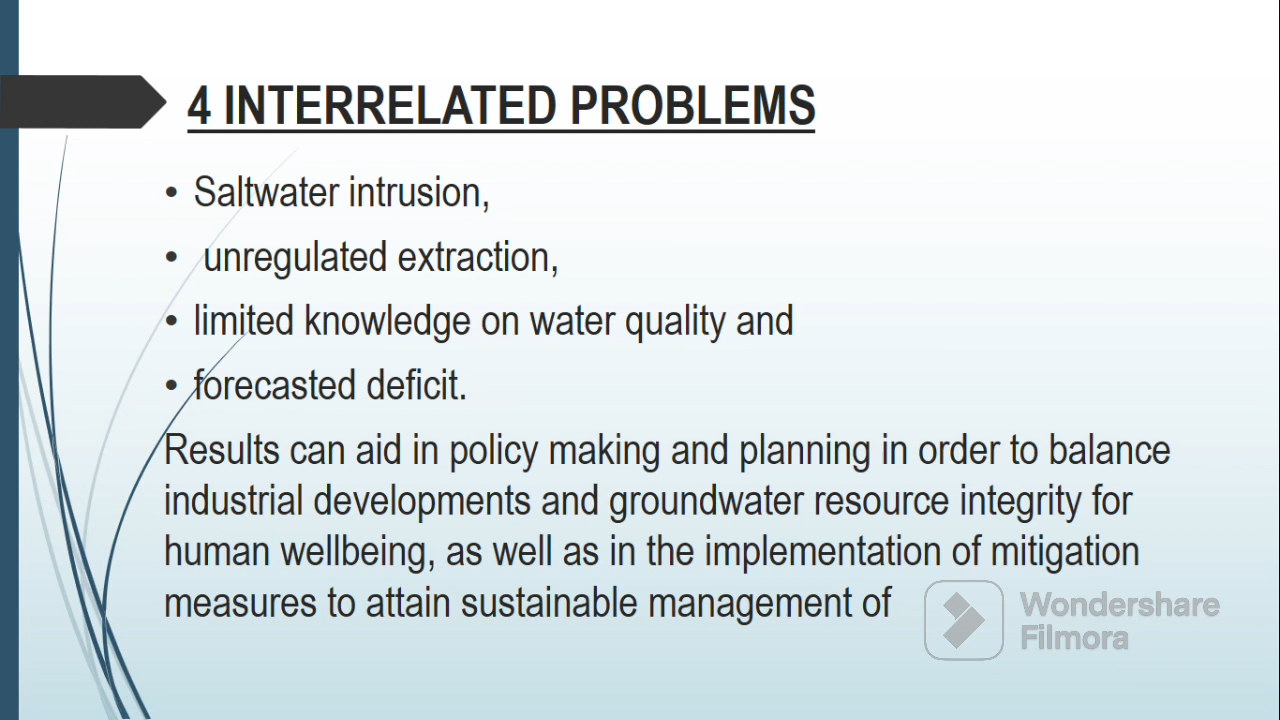 4 INTERRELATED PROBLEMS
• Saltwater intrusion,
• unregulated extraction,
• limited knowledge on water quality and
• forecasted deficit.
Results can aid in policy making and planning in order to balance
industrial developments and groundwater resource integrity for
human wellbeing, as well as in the implementation of mitigation
measures to attain sustainable management of
Wondershare
Filmora